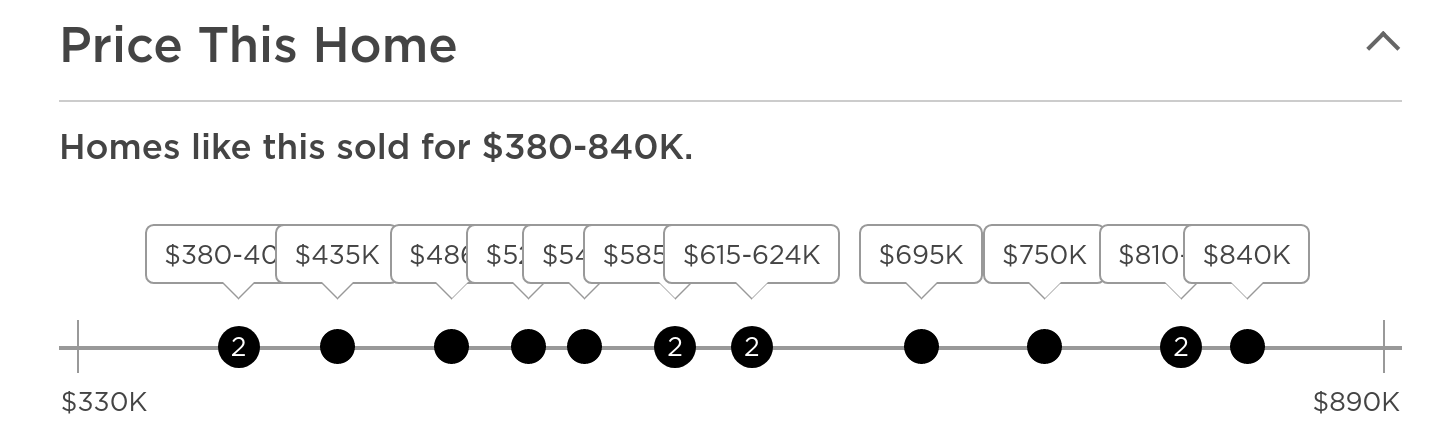 Price This Home
Homes like this sold for $380-840K.
$380-40 $435K $486 $52 $54 $585 $615-624K $695K $750K $810- $840K
2 2 2 2
$330K $890K